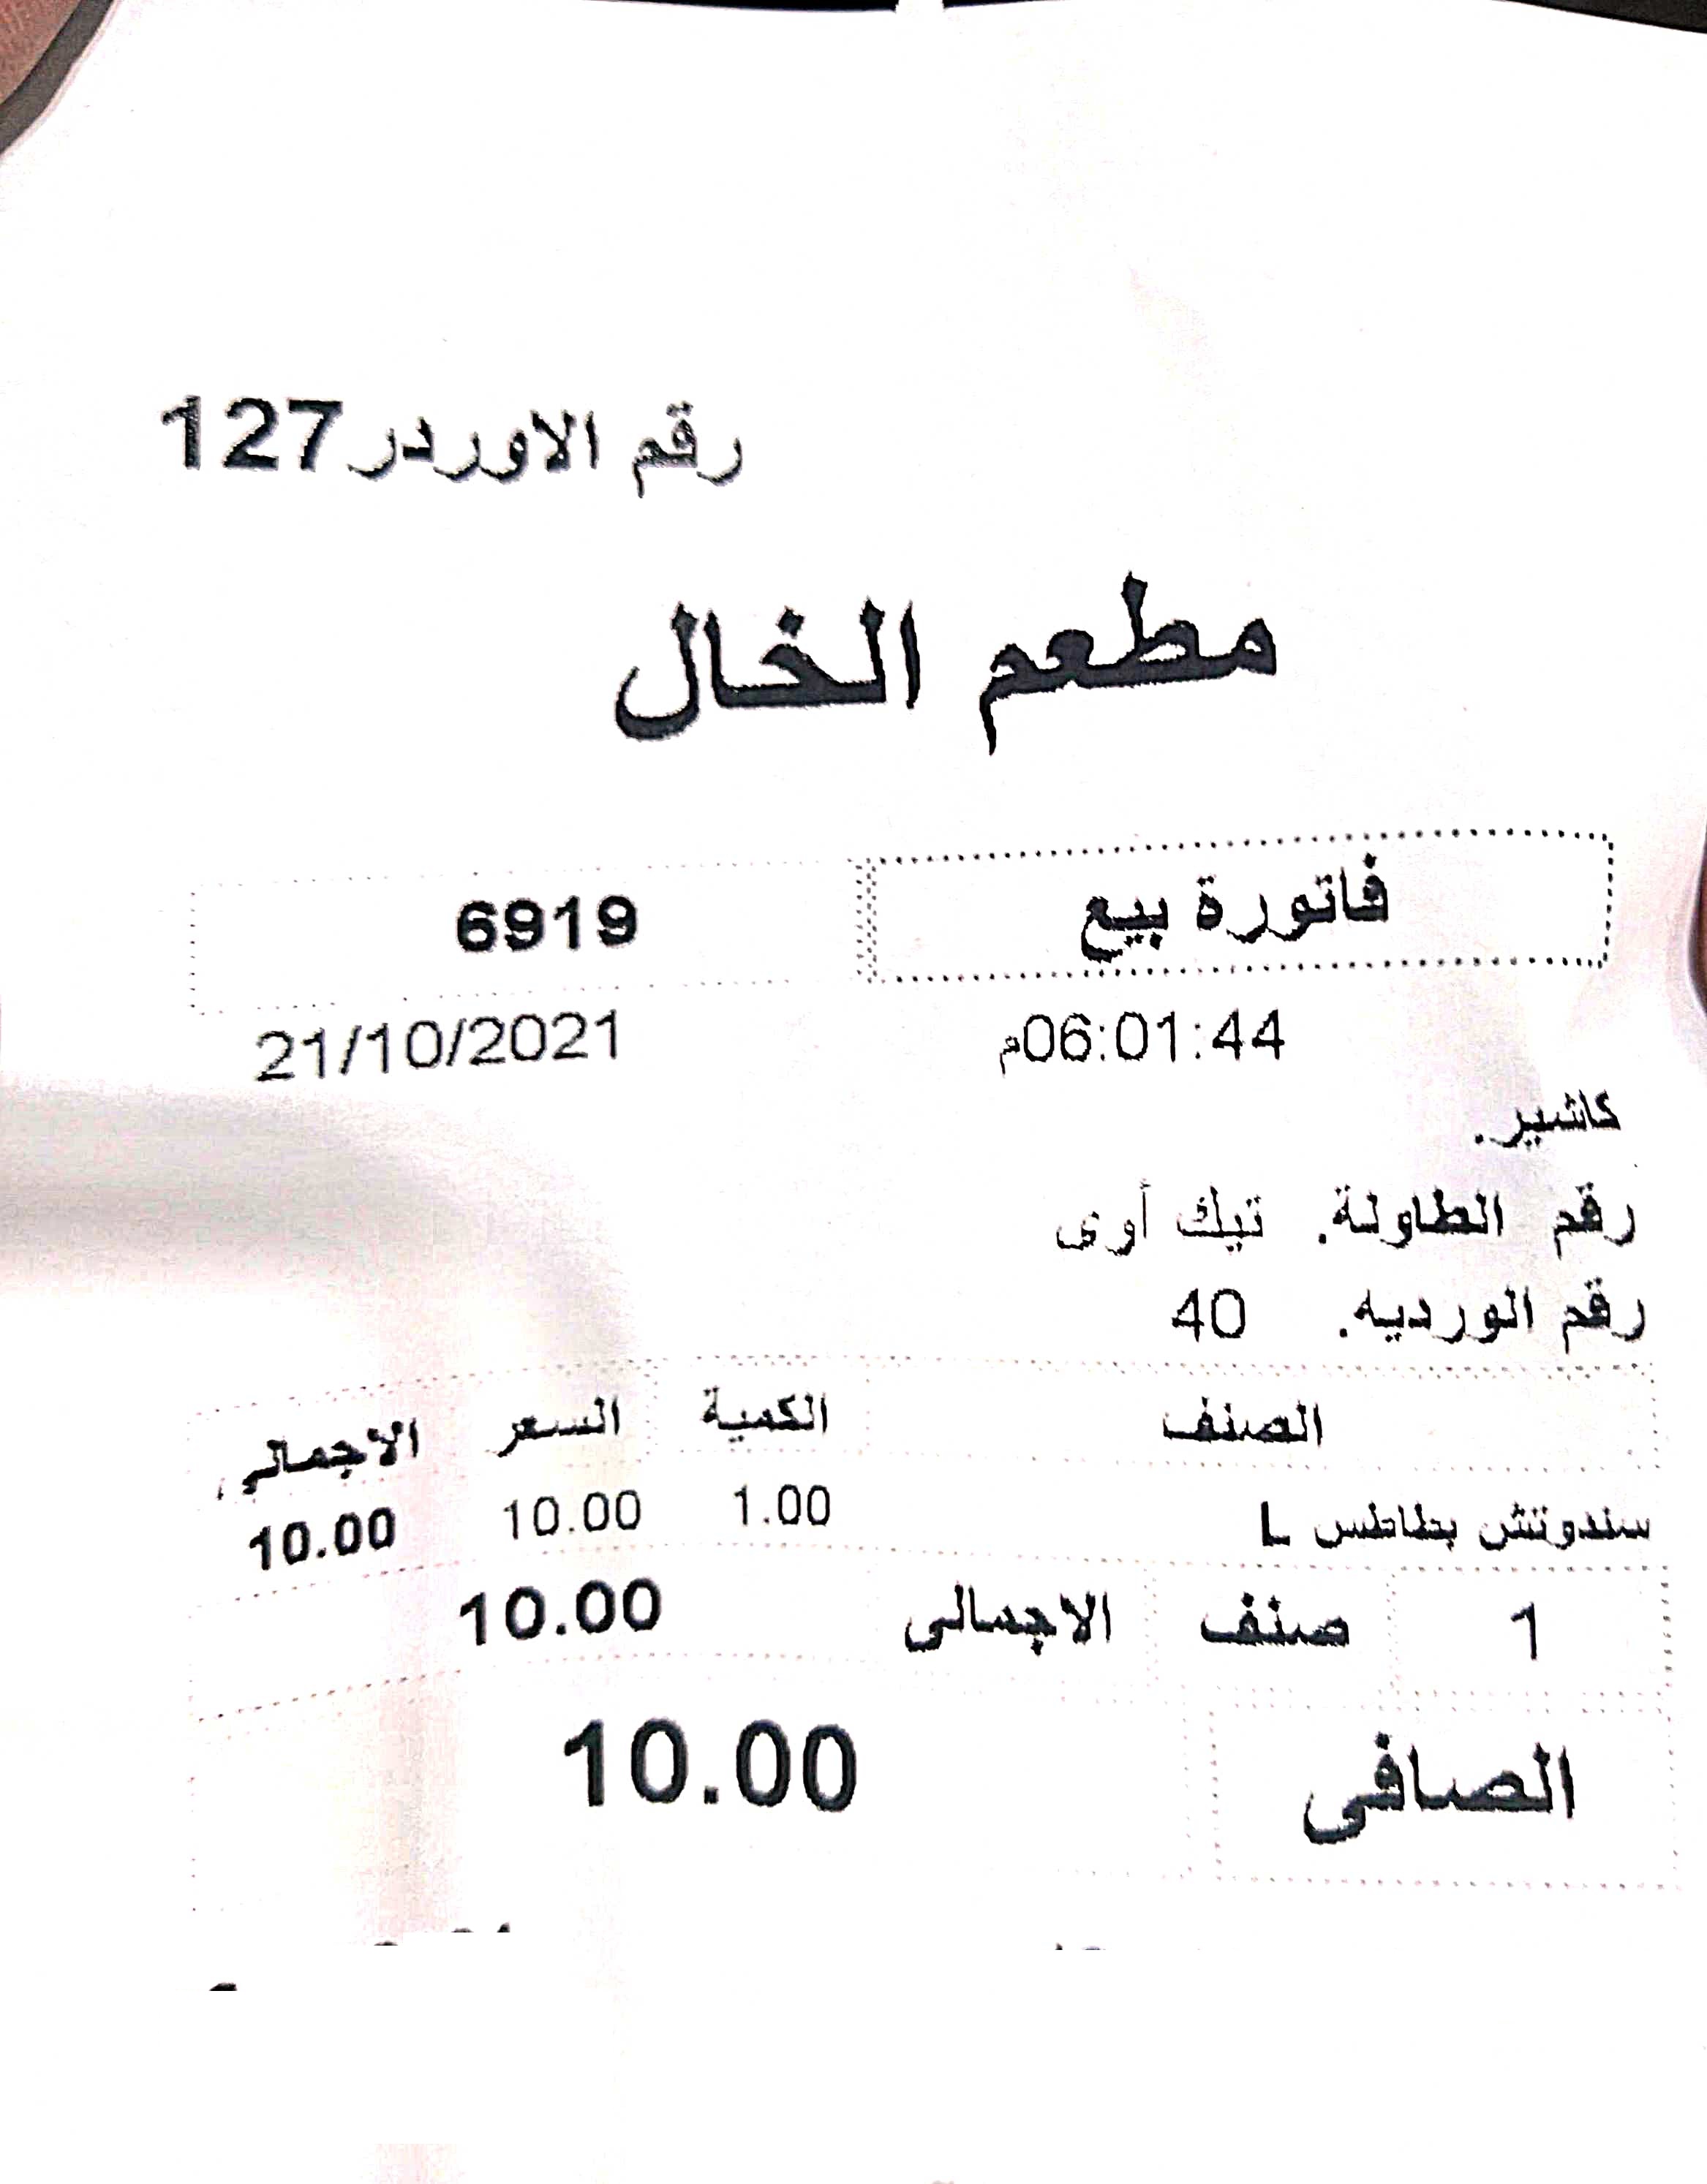 رقم الاوردر127
مطعم الخال
فاتورة بيع 6919
06:01:44م 21/10/2021
كاشير.
رقم الطاولة. تيك أوى
رقم الورديه. 40
الصنف الكمية السعر الاجمالى
سندوتش بطاطس L 1.00 10.00 10.00
1 صنف الاجمالى 10.00
الصافى 10.00